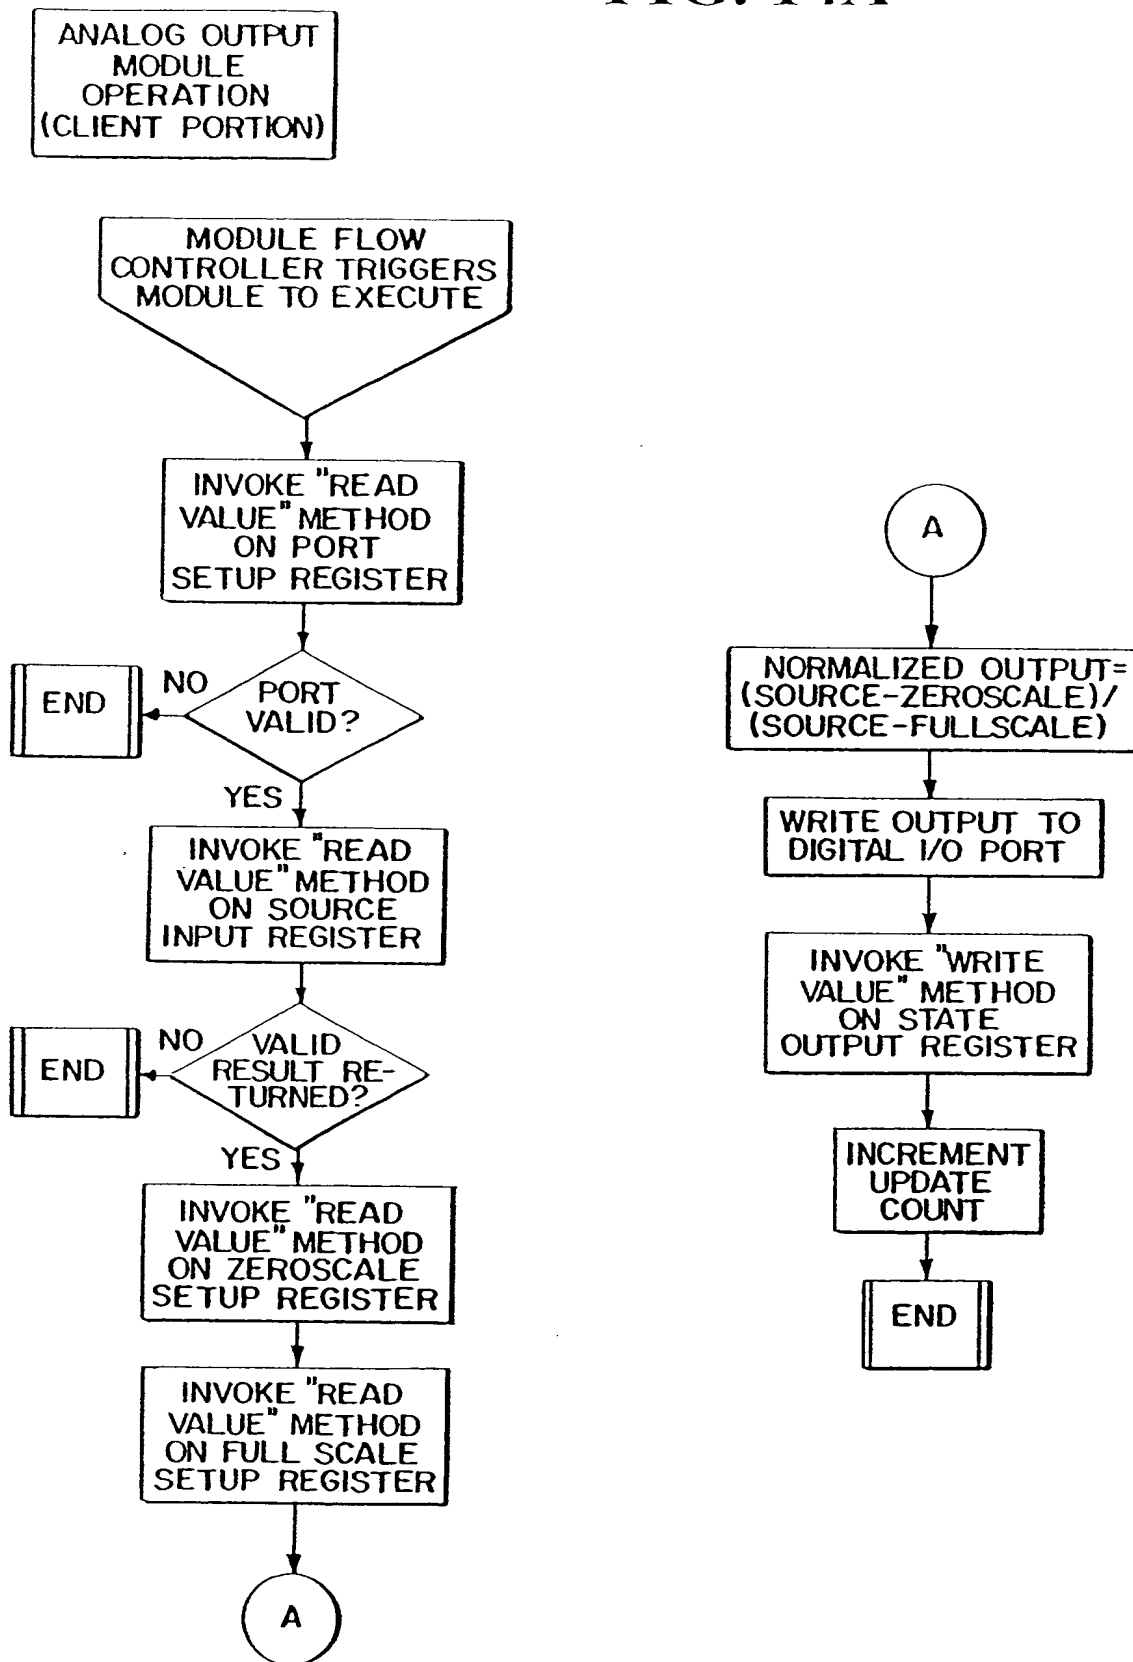 FIG. 14A
ANALOG OUTPUT
MODULE
OPERATION
(CLIENT PORTION)
MODULE FLOW
CONTROLLER TRIGGERS
MODULE TO EXECUTE
INVOKE "READ
VALUE" METHOD
ON PORT
SETUP REGISTER
PORT
VALID?
NO
END
YES
INVOKE "READ
VALUE" METHOD
ON SOURCE
INPUT REGISTER
VALID
RESULT RE-
TURNED?
NO
END
YES
INVOKE "READ
VALUE" METHOD
ON ZEROSCALE
SETUP REGISTER
INVOKE "READ
VALUE" METHOD
ON FULL SCALE
SETUP REGISTER
A
A
NORMALIZED OUTPUT=
(SOURCE-ZEROSCALE)/
(SOURCE-FULLSCALE)
WRITE OUTPUT TO
DIGITAL I/O PORT
INVOKE "WRITE
VALUE" METHOD
ON STATE
OUTPUT REGISTER
INCREMENT
UPDATE
COUNT
END